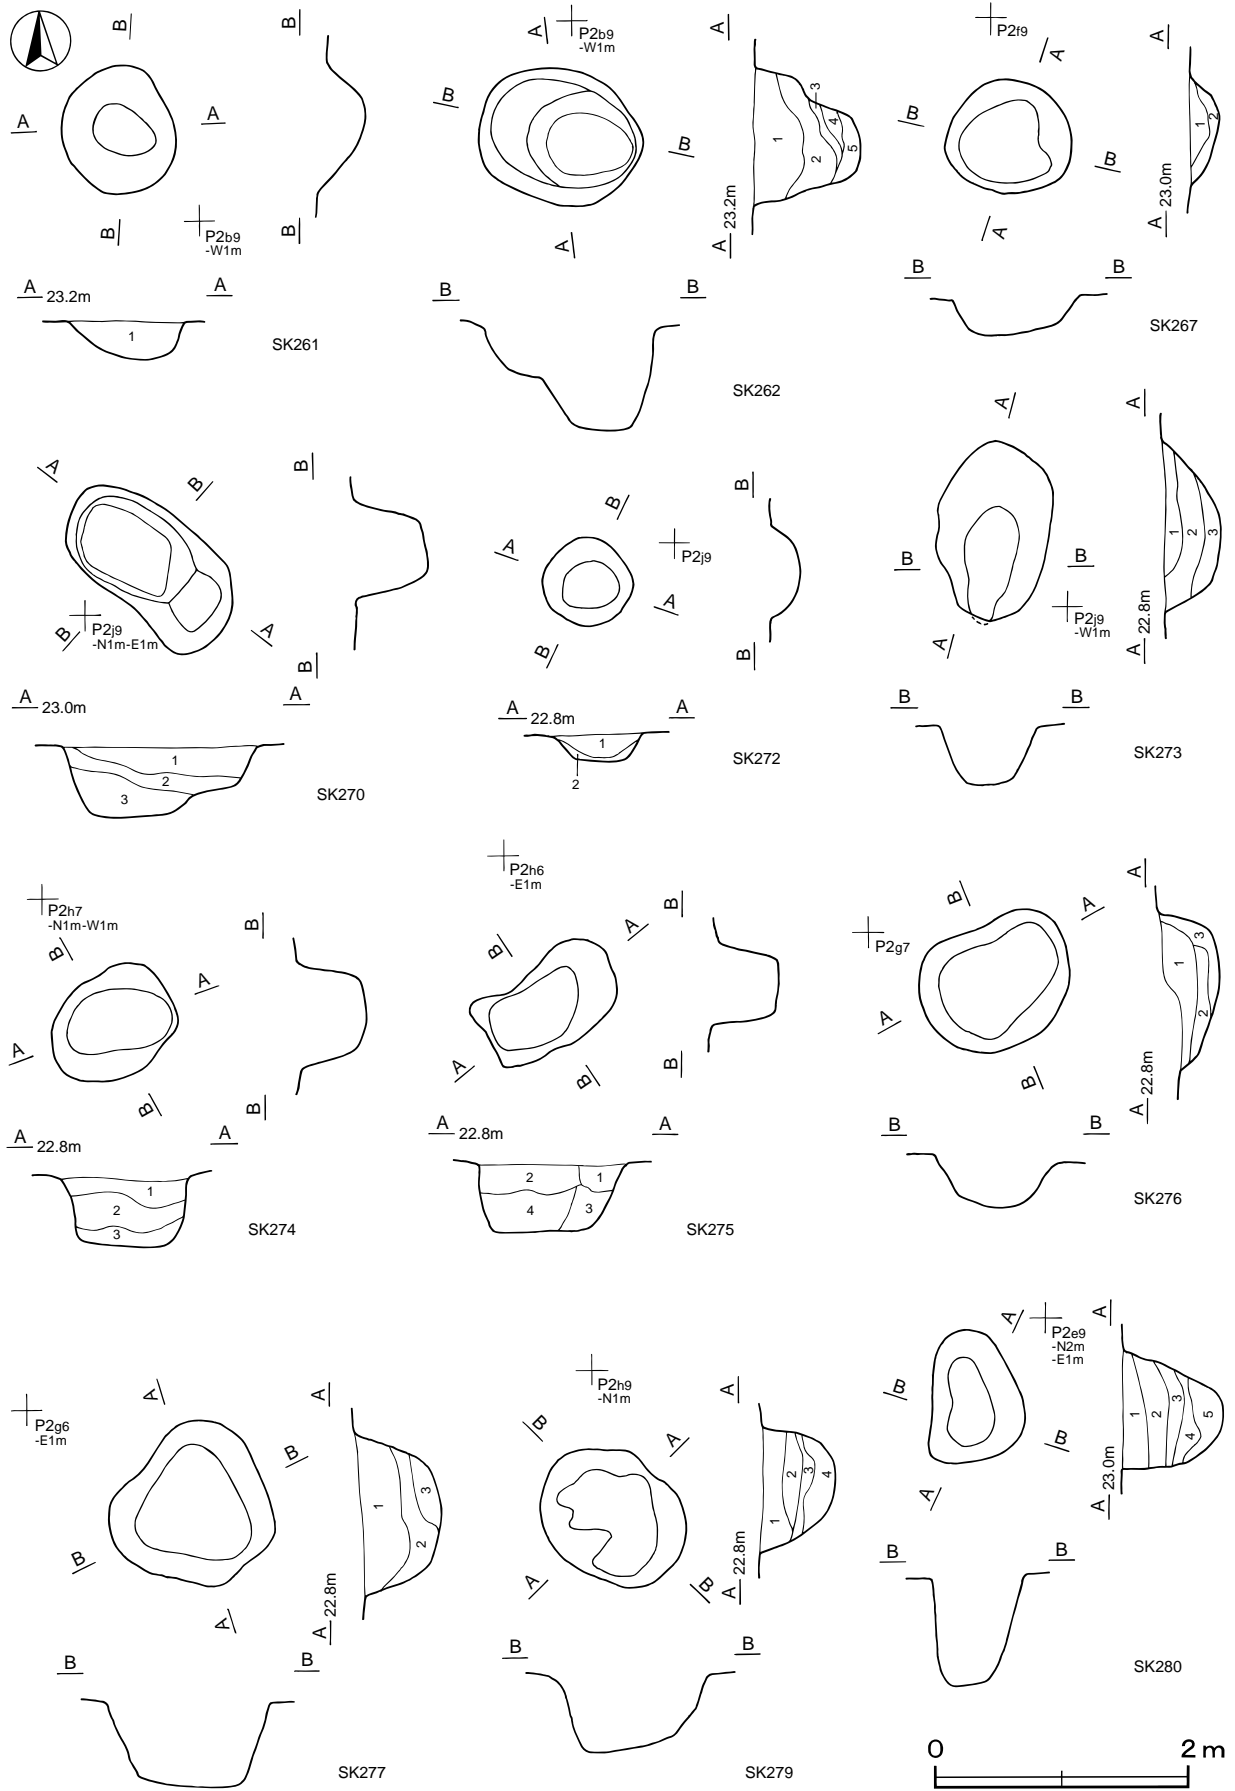 B
B
A
A
B
P2b9
-W1m
B
A 23.2m
A
1
SK261
A
P2b9
-W1m
A
B
B
A
3
4
1
2
5
A 23.2m
B
B
SK262
P2f9
A
A
B
B
A
1
2
A 23.0m
B
B
SK267
A
B
B
P2j9
-N1m-E1m
B
A
B
A 23.0m
A
1
2
3
SK270
B
B
A
P2j9
A
B
B
A 22.8m
A
1
2
SK272
A
A
B
B
P2j9
-W1m
A
1
2
3
A 22.8m
B
B
SK273
P2h7
-N1m-W1m
B
B
A
A
B
B
A 22.8m
A
1
2
3
SK274
P2h6
-E1m
B
B
A
A
B
B
A 22.8m
A
2
1
4
3
SK275
A
B
A
P2g7
A
B
3
1
2
A 22.8m
B
B
SK276
P2g6
-E1m
A
A
B
B
A
1
3
2
A 22.8m
B
B
SK277
P2h9
-N1m
A
B
A
A
B
2
3
4
1
A 22.8m
B
B
SK279
A
P2e9
-N2m
-E1m
A
B
B
A
1
2
3
4
5
A 23.0m
B
B
SK280
0
2 m